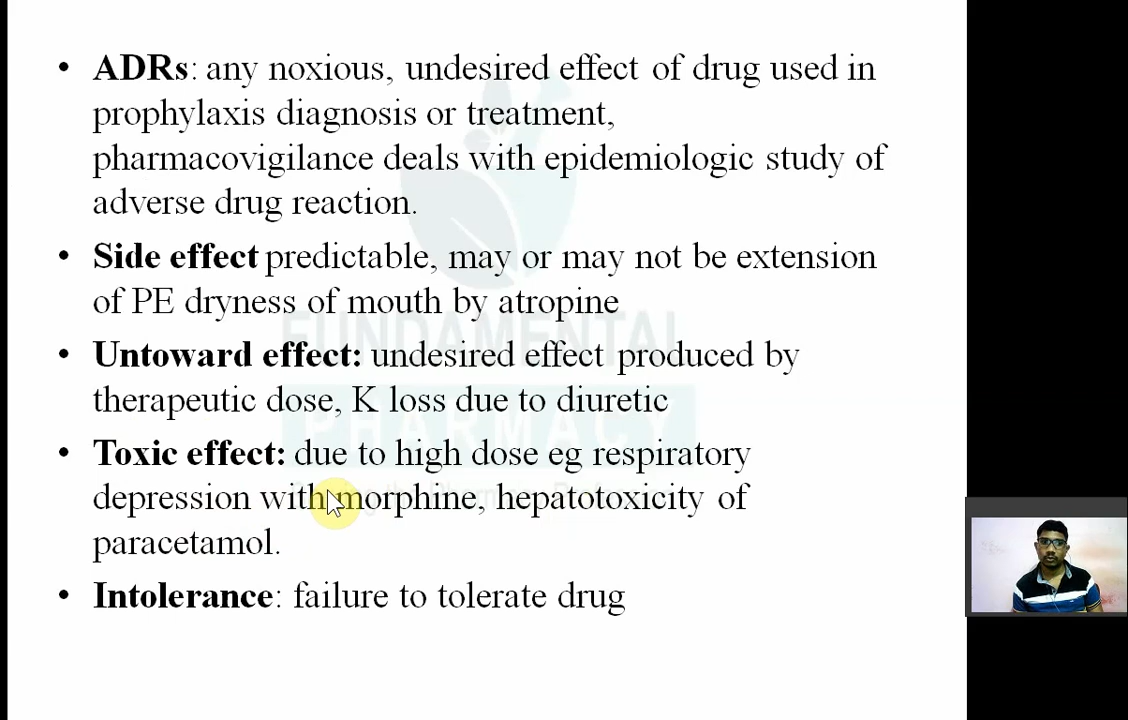 • ADRs: any noxious, undesired effect of drug used in
prophylaxis diagnosis or treatment,
pharmacovigilance deals with epidemiologic study of
adverse drug reaction.
• Side effect predictable, may or may not be extension
of PE dryness of mouth by atropine
• Untoward effect: undesired effect produced by
therapeutic dose, K loss due to diuretic
• Toxic effect: due to high dose eg respiratory
depression with morphine, hepatotoxicity of
paracetamol.
• Intolerance: failure to tolerate drug
FUNDAMENTAL
PHARMACY